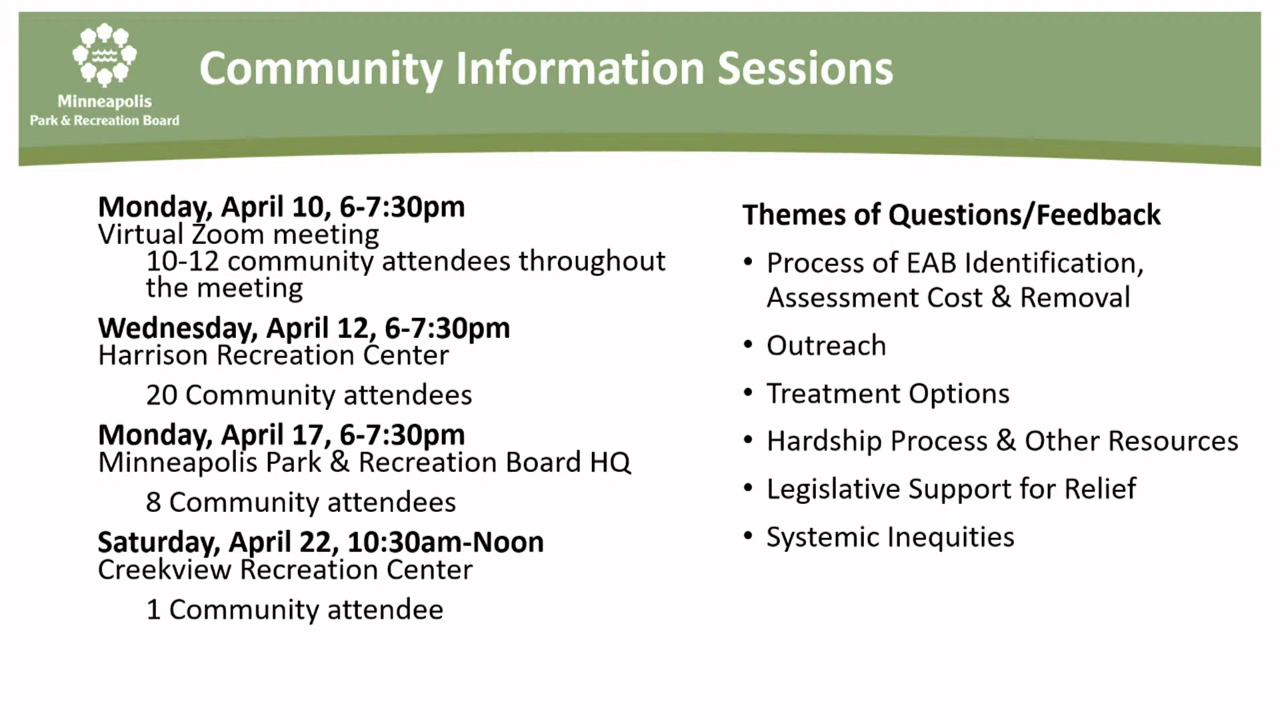 Minneapolis
Park & Recreation Board
Community Information Sessions
Monday, April 10, 6-7:30pm
Virtual Zoom meeting
10-12 community attendees throughout
the meeting
Wednesday, April 12, 6-7:30pm
Harrison Recreation Center
20 Community attendees
Monday, April 17, 6-7:30pm
Minneapolis Park & Recreation Board HQ
8 Community attendees
Saturday, April 22, 10:30am-Noon
Creekview Recreation Center
1 Community attendee
Themes of Questions/Feedback
• Process of EAB Identification,
Assessment Cost & Removal
• Outreach
• Treatment Options
• Hardship Process & Other Resources
• Legislative Support for Relief
• Systemic Inequities